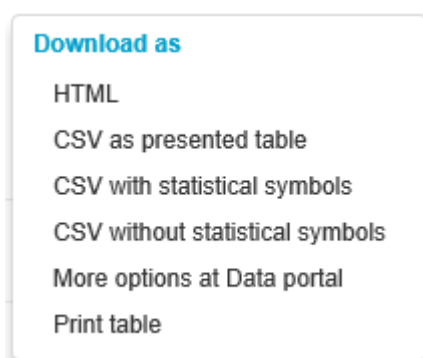 Download as
HTML
CSV as presented table
CSV with statistical symbols
CSV without statistical symbols
More options at Data portal
Print table